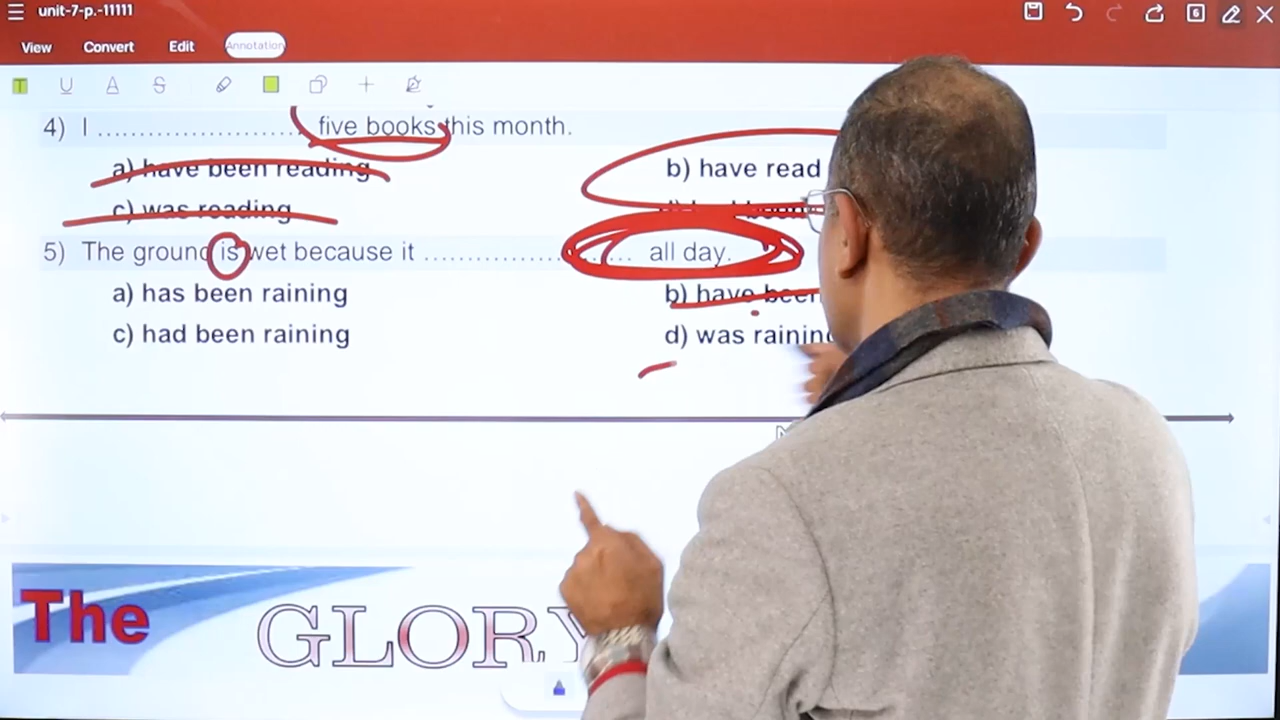 unit-7-p.-11111
6
View Convert Edit Annotation
T U A S
4) I ........................ five books this month.
a) have been reading b) have read
c) was reading
5) The ground is wet because it ........................ all day.
a) has been raining b) have been
c) had been raining d) was raining
The GLORY